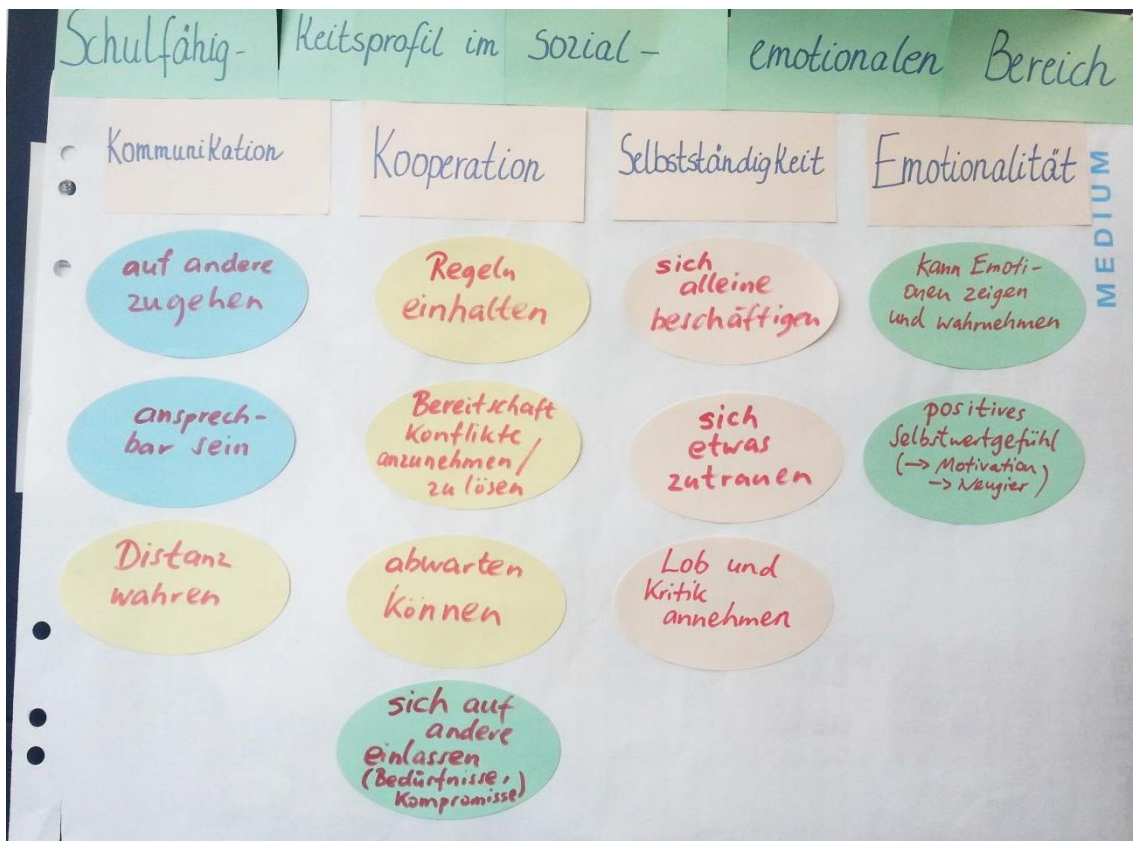 Schulfähig- keitsprofil im sozial- emotionalen Bereich
Kommunikation
auf andere
zugehen
ansprech-
bar sein
Distanz
wahren
Kooperation
Regeln
einhalten
Bereitschaft
Konflikte
anzunehmen/
zu lösen
abwarten
können
sich auf
andere
einlassen
(Bedürfnisse,
Kompromisse)
Selbstständigkeit
sich
alleine
beschäftigen
sich
etwas
zutrauen
Lob und
Kritik
annehmen
Emotionalität
kann Emoti-
onen zeigen
und wahrnehmen
positives
Selbstwertgefühl
(→ Motivation
→ Neugier)
MEDIUM